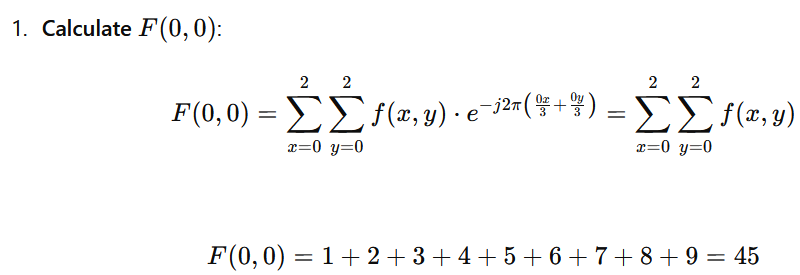 1. Calculate F(0,0):
F(0,0) = \sum_{x=0}^{2} \sum_{y=0}^{2} f(x,y) \cdot e^{-j2\pi\left(\frac{0x}{3}+\frac{0y}{3}\right)} = \sum_{x=0}^{2} \sum_{y=0}^{2} f(x,y)
F(0,0) = 1 + 2 + 3 + 4 + 5 + 6 + 7 + 8 + 9 = 45